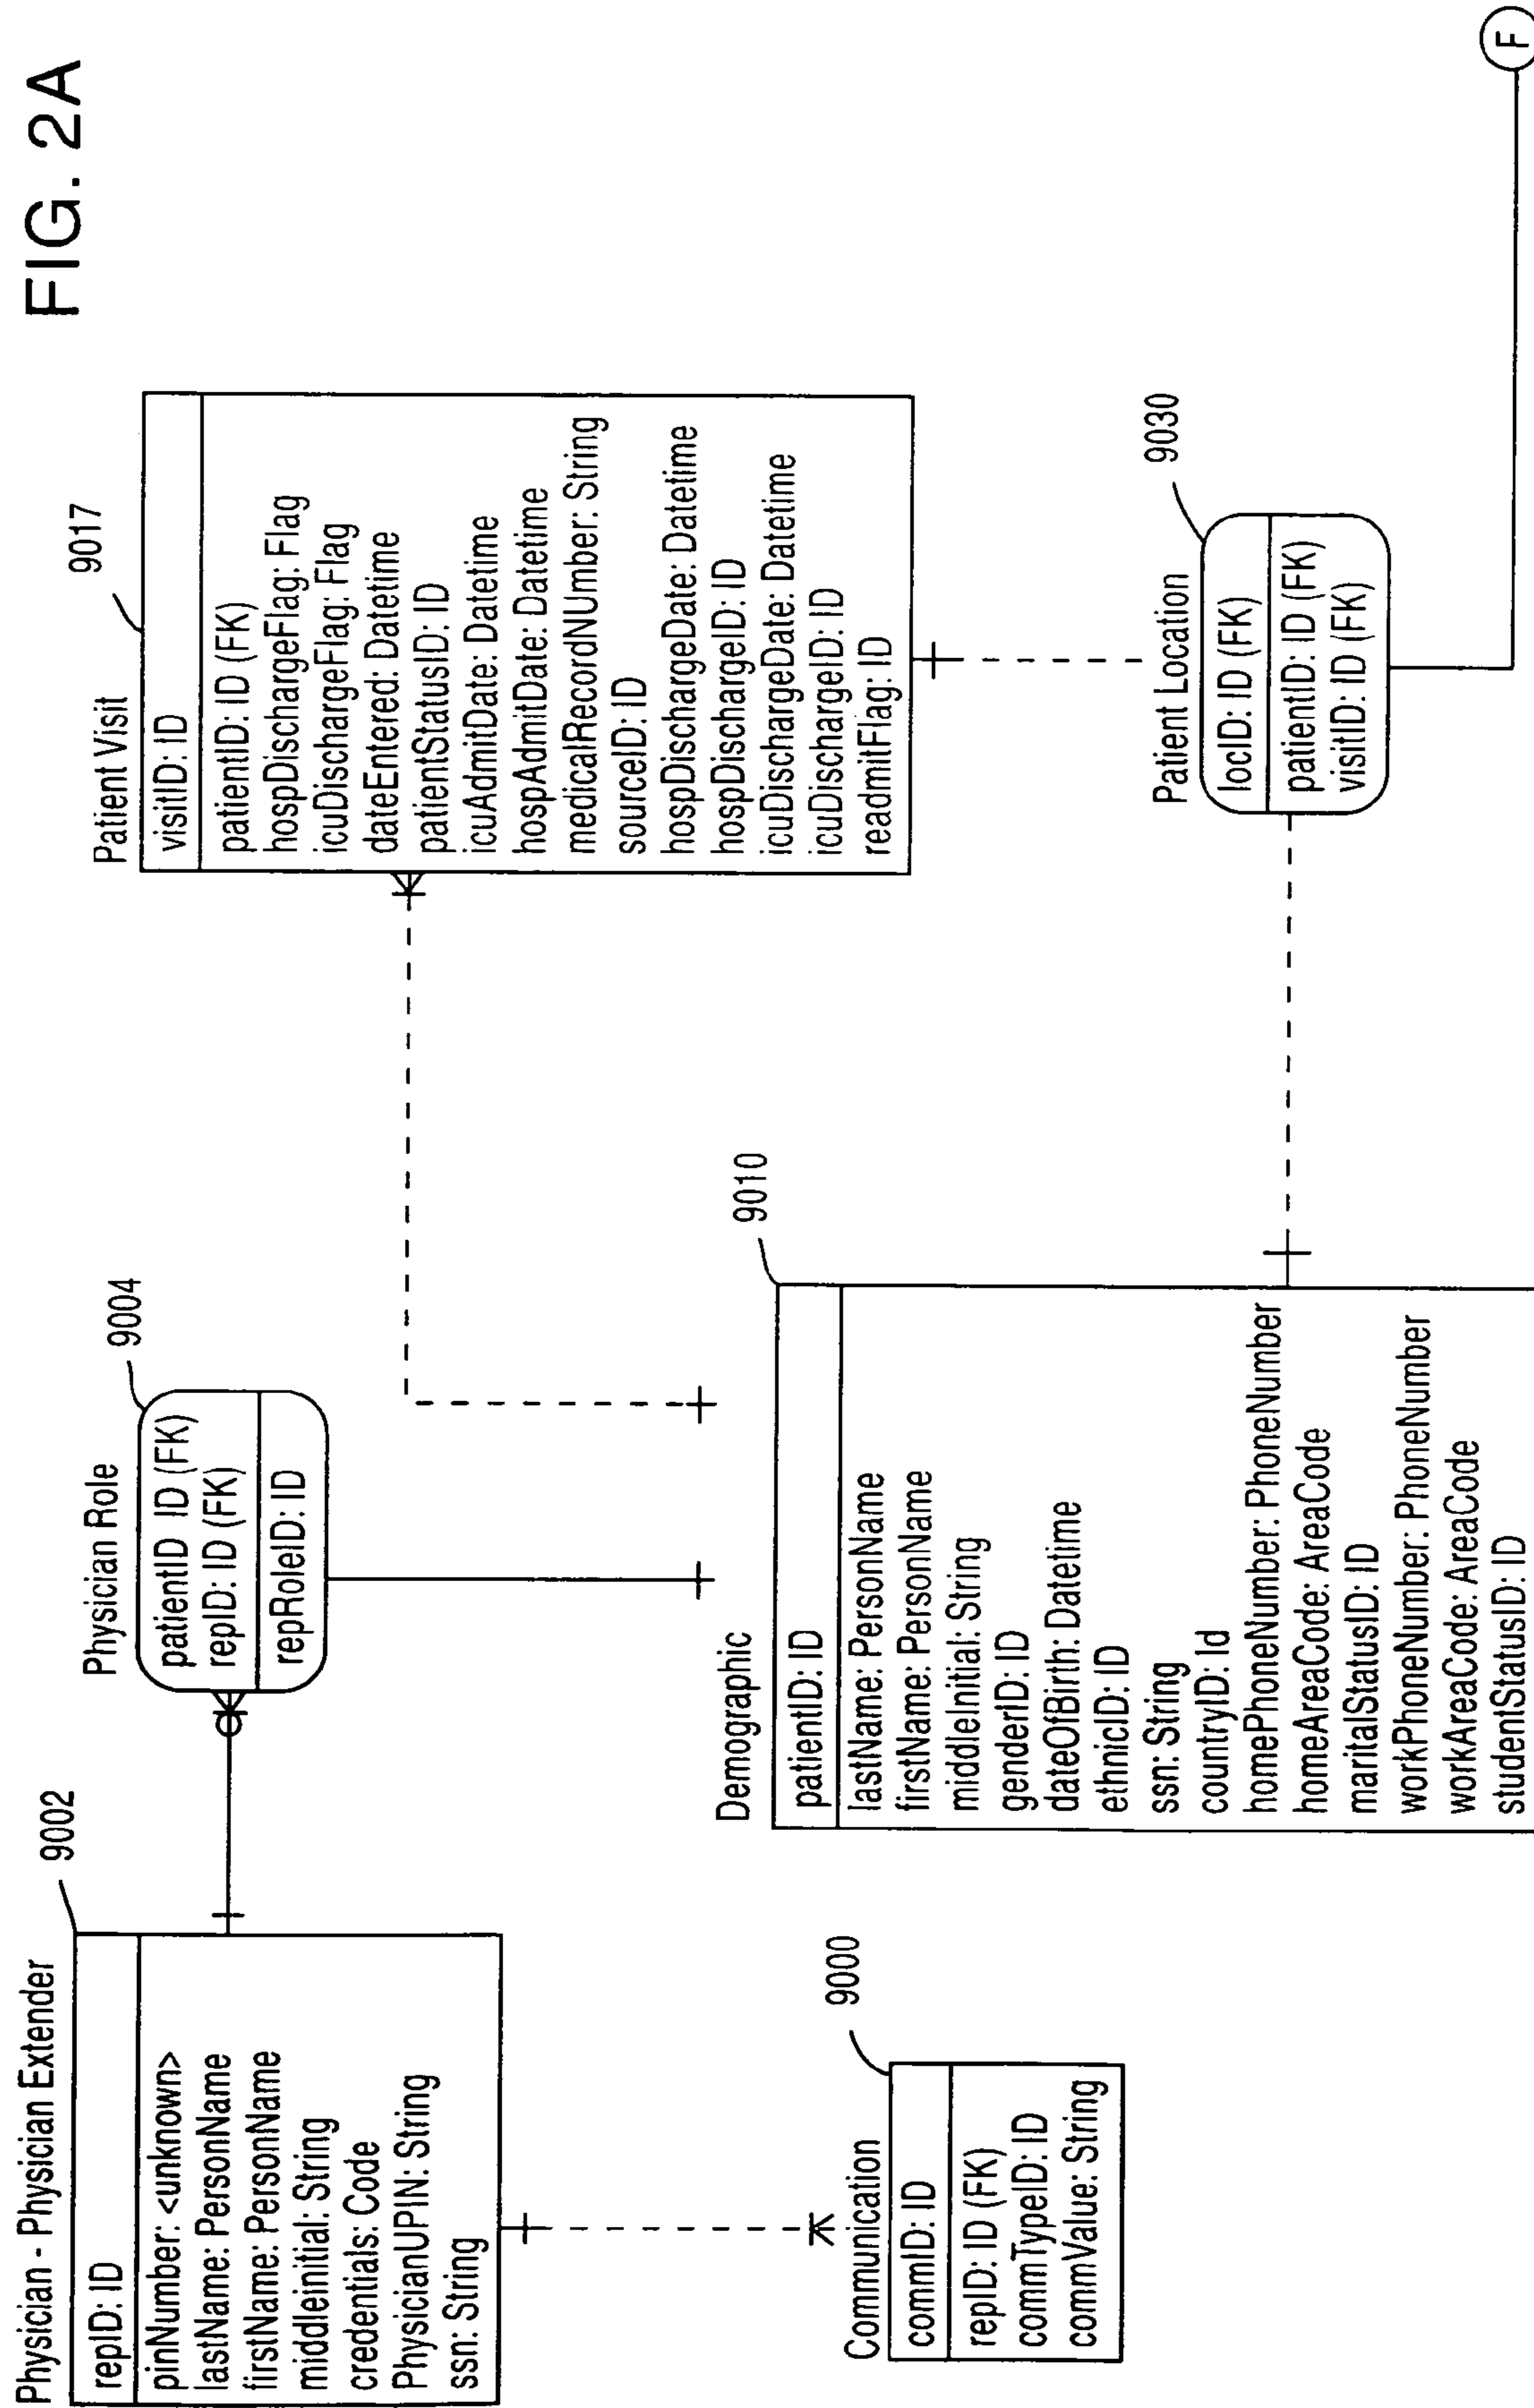 FIG. 2A
Physician - Physician Extender
9002
repID: ID
pinNumber: <unknown>
lastName: PersonName
firstName: PersonName
middleinitial: String
credentials: Code
PhysicianUPIN: String
ssn: String
Physician Role
9004
patientID ID (FK)
repID: ID (FK)
repRoleID: ID
Patient Visit
9017
visitID: ID
patientID: ID (FK)
hospDischargeFlag: Flag
icuDischargeFlag: Flag
dateEntered: Datetime
patientStatusID: ID
icuAdmitDate: Datetime
hospAdmitDate: Datetime
medicalRecordNUmber: String
sourceID: ID
hospDischargeDate: Datetime
hospDischargeID: ID
icuDischargeDate: Datetime
icuDischargeID: ID
readmitFlag: ID
Communication
9000
commID: ID
repID: ID (FK)
commTypeID: ID
commValue: String
Demographic
9010
patientID: ID
lastName: PersonName
firstName: PersonName
middleInitial: String
genderID: ID
dateOfBirth: Datetime
ethnicID: ID
ssn: String
countryID: Id
homePhoneNumber: PhoneNumber
homeAreaCode: AreaCode
maritalStatusID: ID
workPhoneNumber: PhoneNumber
workAreaCode: AreaCode
studentStatusID: ID
Patient Location
9030
locID: ID (FK)
patientID: ID (FK)
visitID: ID (FK)
F